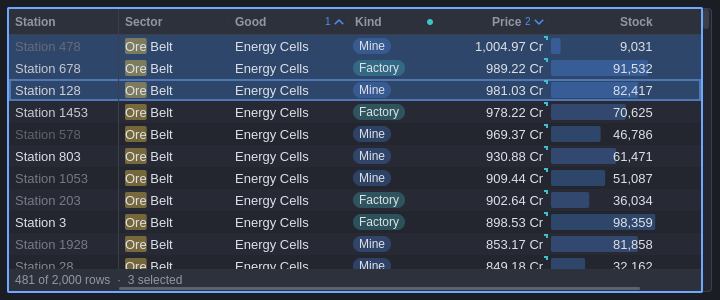 Station Sector Good 1 Kind Price 2 Stock
Station 478 Ore Belt Energy Cells Mine 1,004.97 Cr 9,031
Station 678 Ore Belt Energy Cells Factory 989.22 Cr 91,532
Station 128 Ore Belt Energy Cells Mine 981.03 Cr 82,417
Station 1453 Ore Belt Energy Cells Factory 978.22 Cr 70,625
Station 578 Ore Belt Energy Cells Mine 969.37 Cr 46,786
Station 803 Ore Belt Energy Cells Mine 930.88 Cr 61,471
Station 1053 Ore Belt Energy Cells Mine 909.44 Cr 51,087
Station 203 Ore Belt Energy Cells Factory 902.64 Cr 36,034
Station 3 Ore Belt Energy Cells Factory 898.53 Cr 98,359
Station 1928 Ore Belt Energy Cells Mine 853.17 Cr 81,858
Station 28 Ore Belt Energy Cells Mine 849.18 Cr 32,162
481 of 2,000 rows · 3 selected